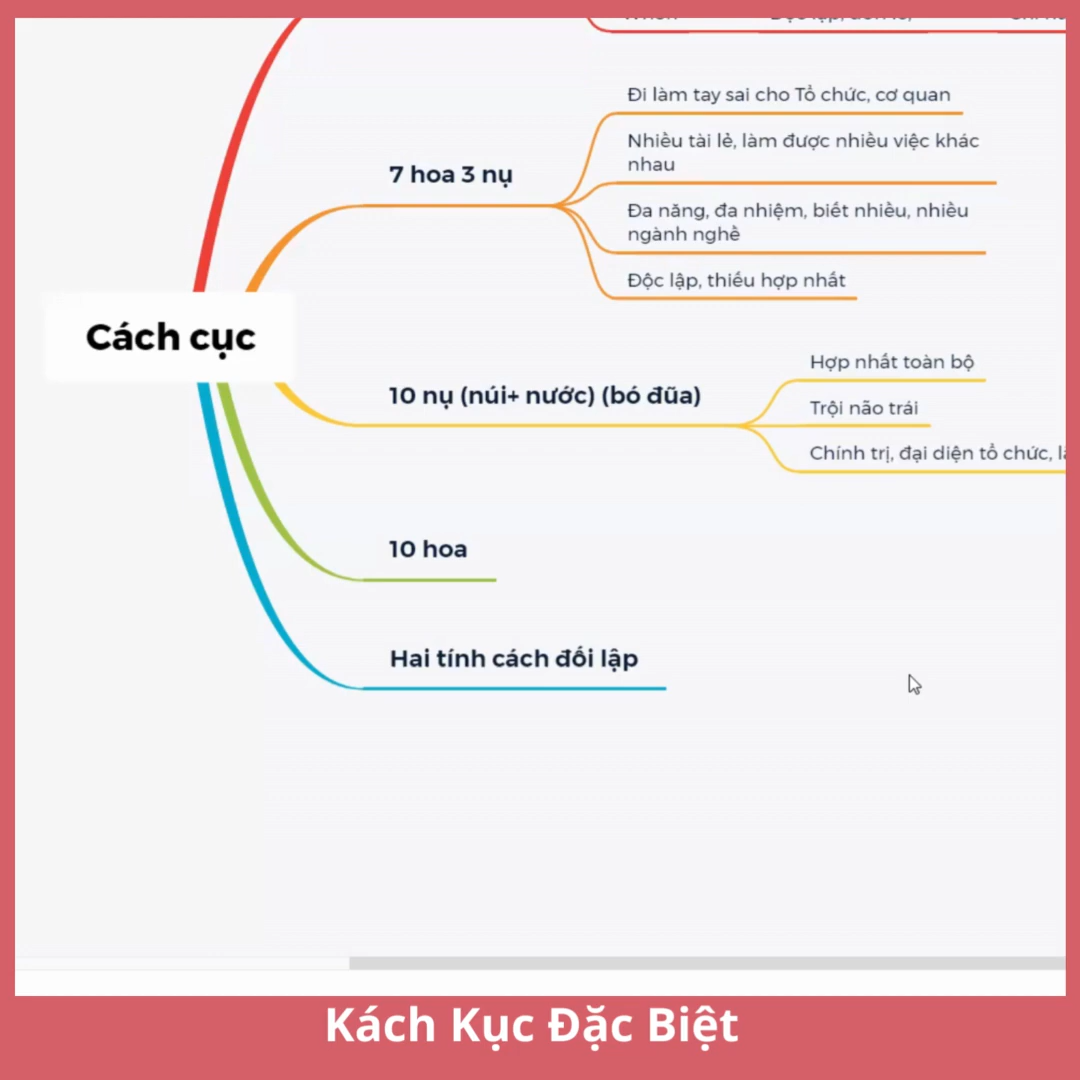 Đi làm tay sai cho Tổ chức, cơ quan
7 hoa 3 nụ
Nhiều tài lẻ, làm được nhiều việc khác
nhau
Đa năng, đa nhiệm, biết nhiều, nhiều
ngành nghề
Độc lập, thiếu hợp nhất
Cách cục
10 nụ (núi+ nước) (bó đũa)
Hợp nhất toàn bộ
Trội não trái
Chính trị, đại diện tổ chức,
10 hoa
Hai tính cách đối lập
Kách Kục Đặc Biệt